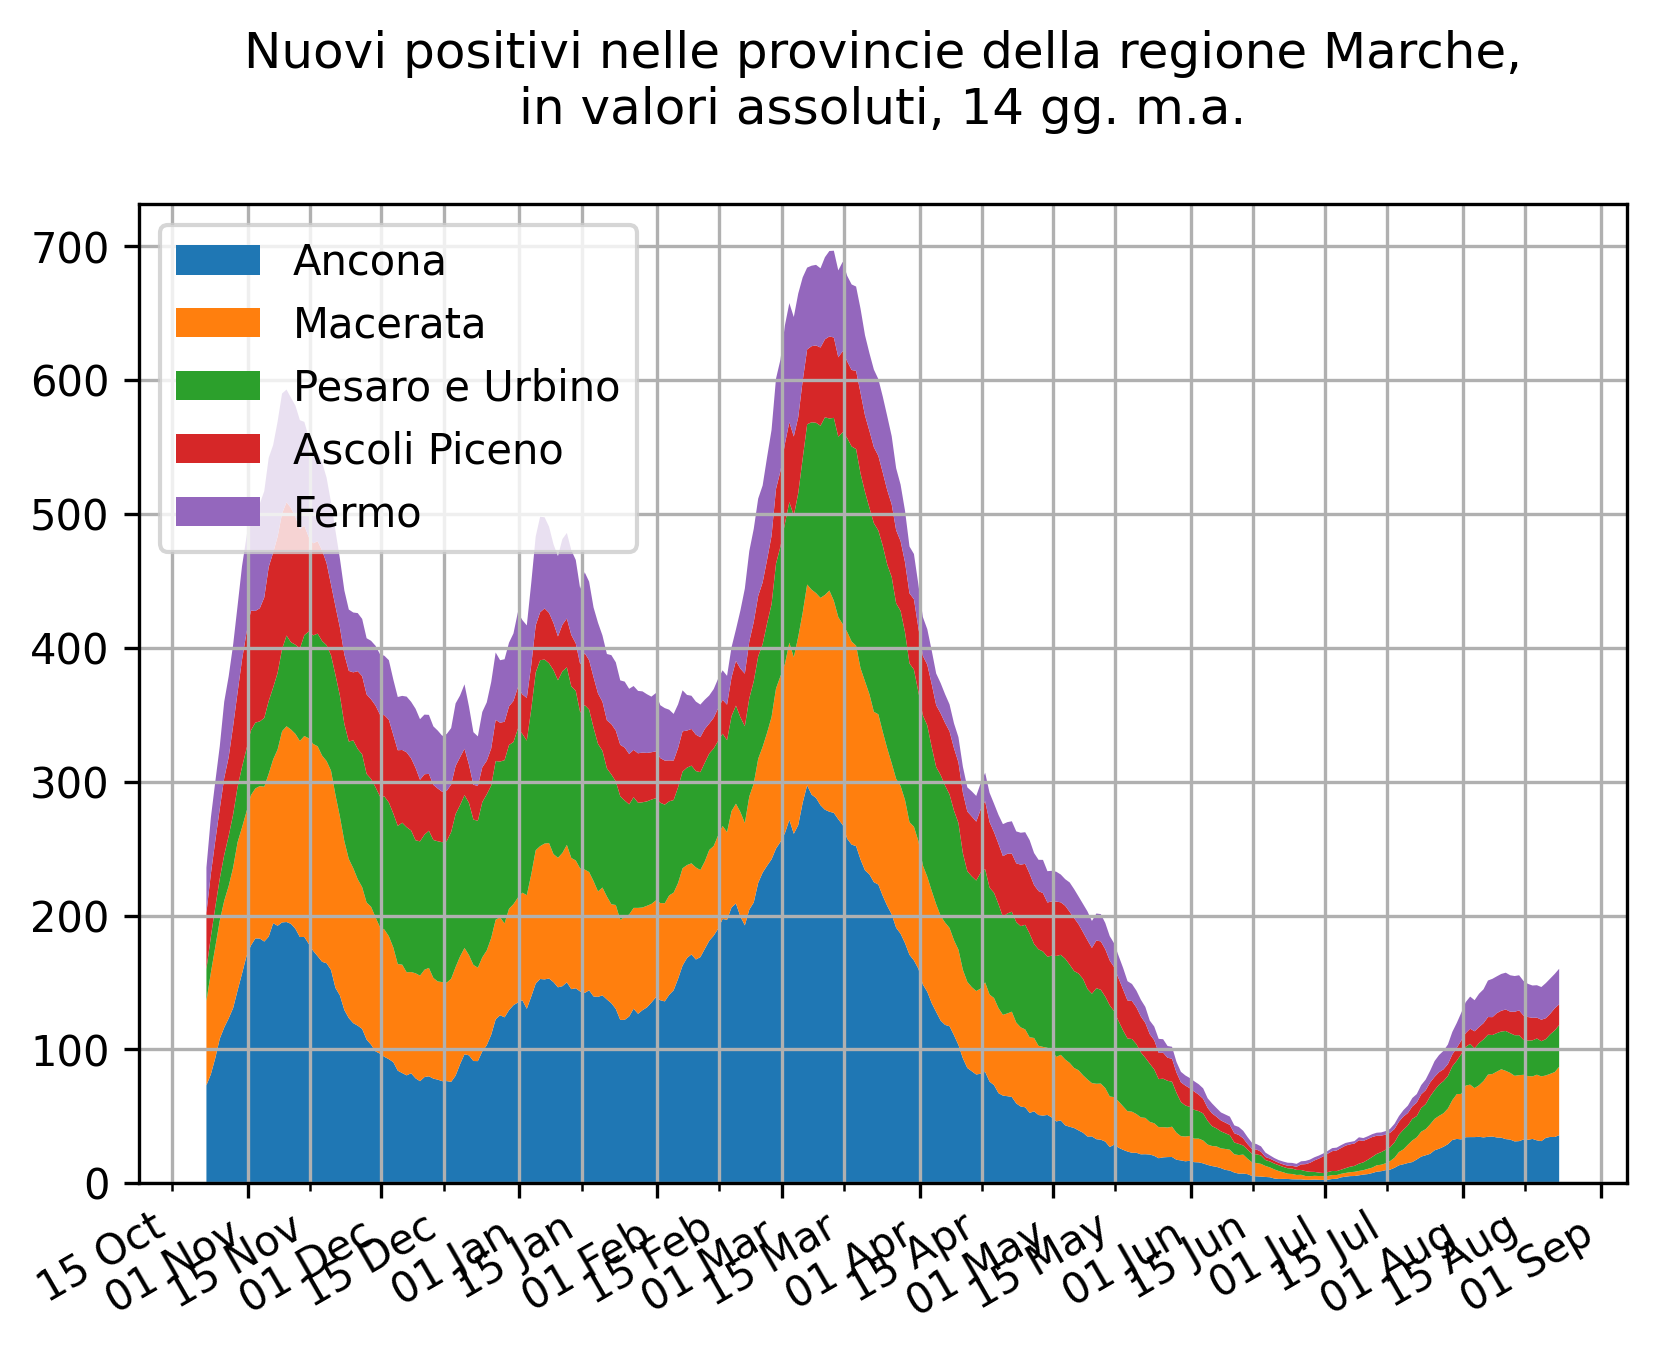 Nuovi positivi nelle provincie della regione Marche,
in valori assoluti, 14 gg. m.a.
700
600
500
400
300
200
100
0
Ancona
Macerata
Pesaro e Urbino
Ascoli Piceno
Fermo
15 Oct
01 Nov
15 Nov
01 Dec
15 Dec
01 Jan
15 Jan
01 Feb
15 Feb
01 Mar
15 Mar
01 Apr
15 Apr
01 May
15 May
01 Jun
15 Jun
01 Jul
15 Jul
01 Aug
15 Aug
01 Sep